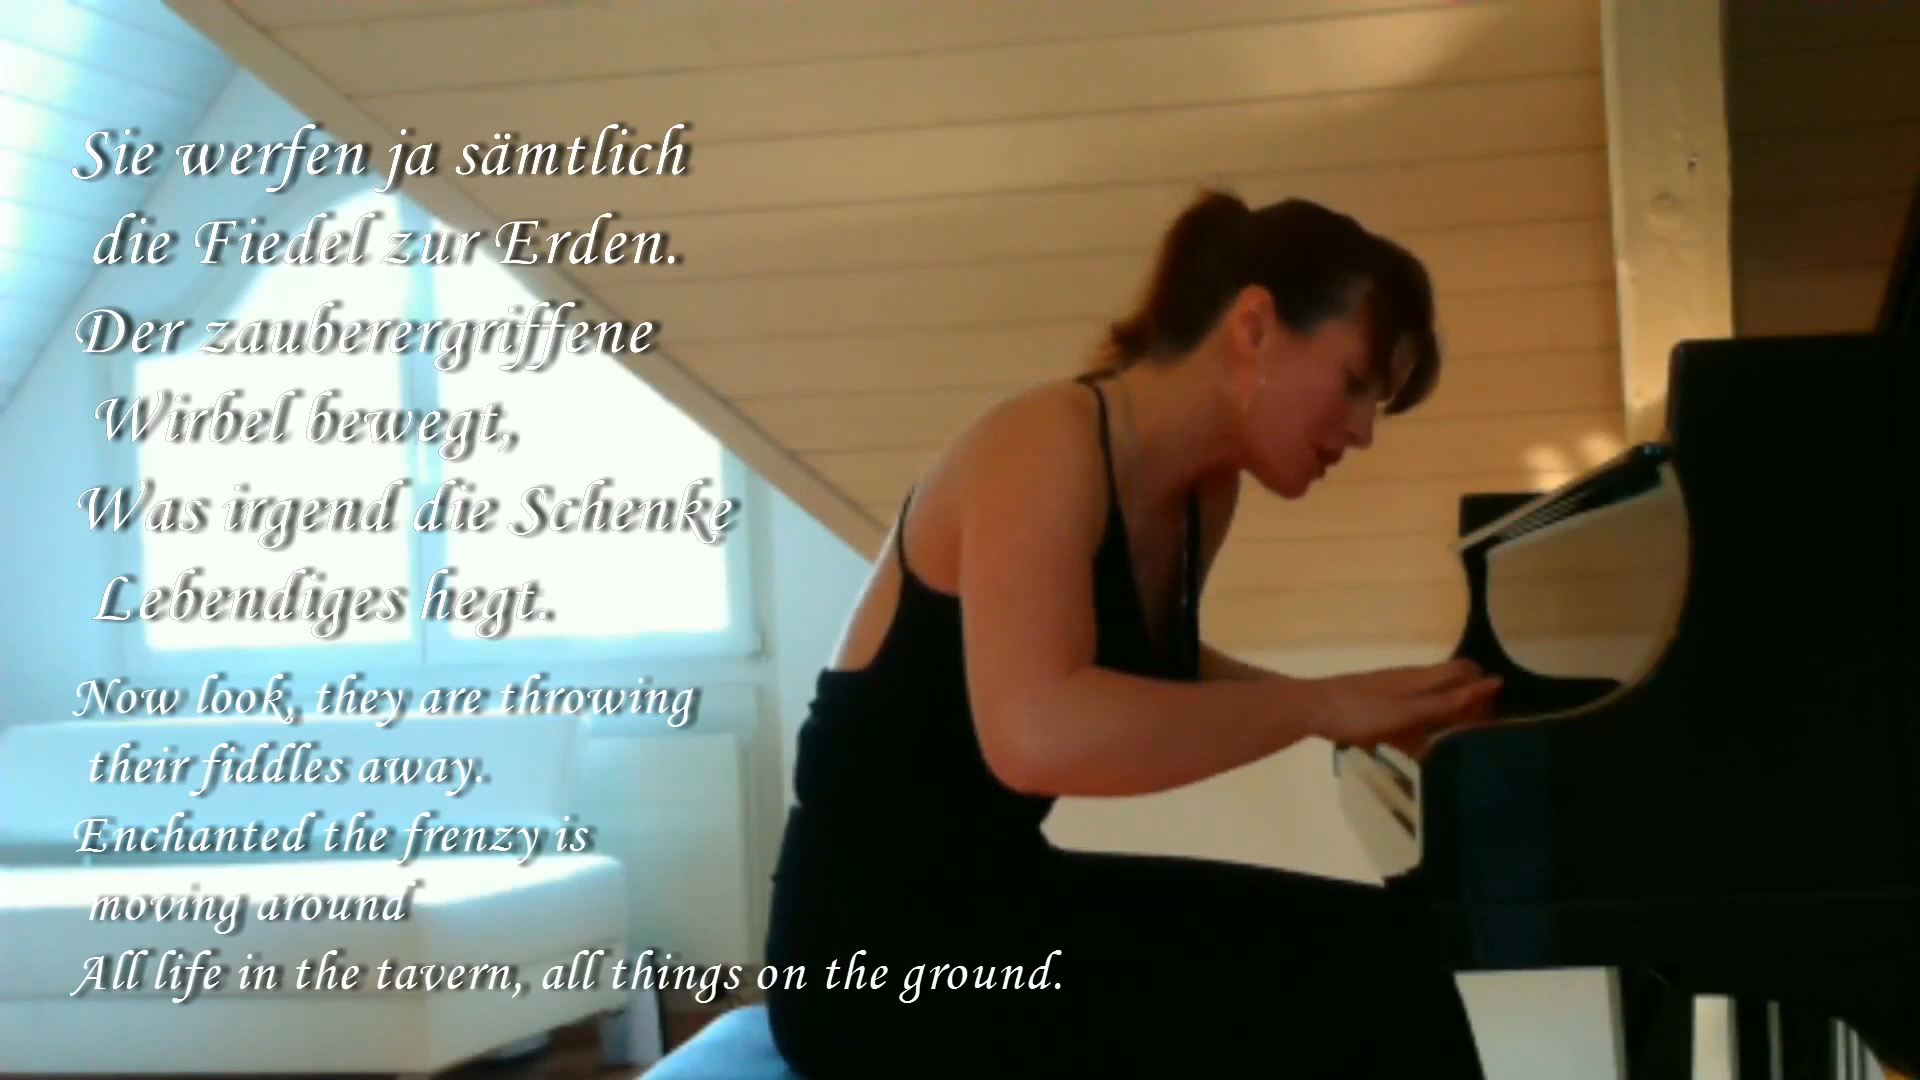 Sie werfen ja sämtlich
die Fiedel zur Erden.
Der zauberergriffene
Wirbel bewegt,
Was irgend die Schenke
Lebendiges hegt.
Now look, they are throwing
their fiddles away.
Enchanted the frenzy is
moving around
All life in the tavern, all things on the ground.